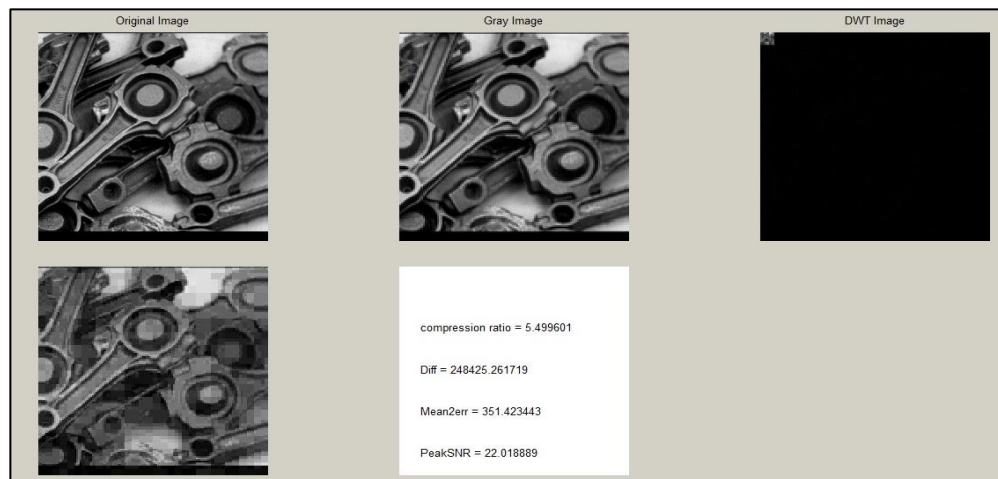 Original Image
Gray Image
DWT Image
compression ratio = 5.499601
Diff = 248425.261719
Mean2err = 351.423443
PeakSNR = 22.018889